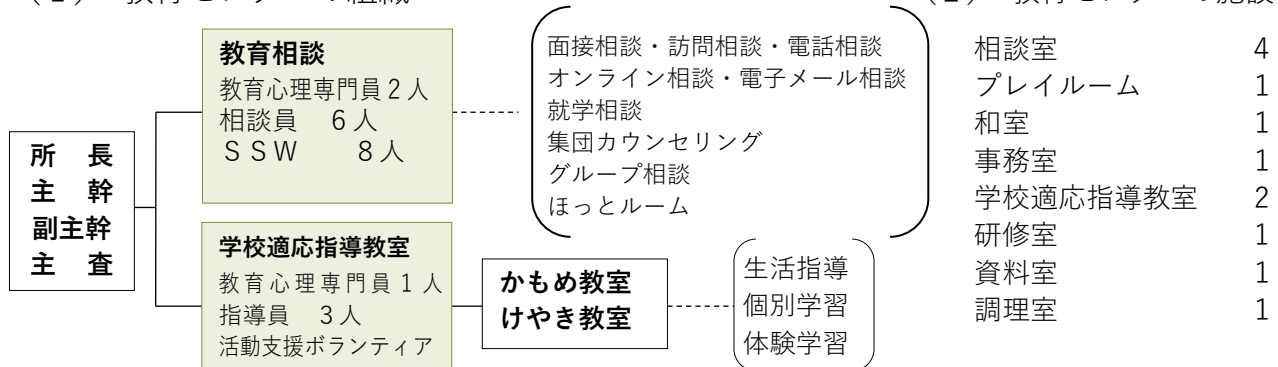 所　長
主　幹
副主幹
主　査
教育相談
教育心理専門員２人
相談員　６人
ＳＳＷ　　８人
面接相談・訪問相談・電話相談
オンライン相談・電子メール相談
就学相談
集団カウンセリング
グループ相談
ほっとルーム
学校適応指導教室
教育心理専門員１人
指導員　３人
活動支援ボランティア
かもめ教室
けやき教室
生活指導
個別学習
体験学習
相談室　4
プレイルーム　1
和室　1
事務室　1
学校適応指導教室　2
研修室　1
資料室　1
調理室　1